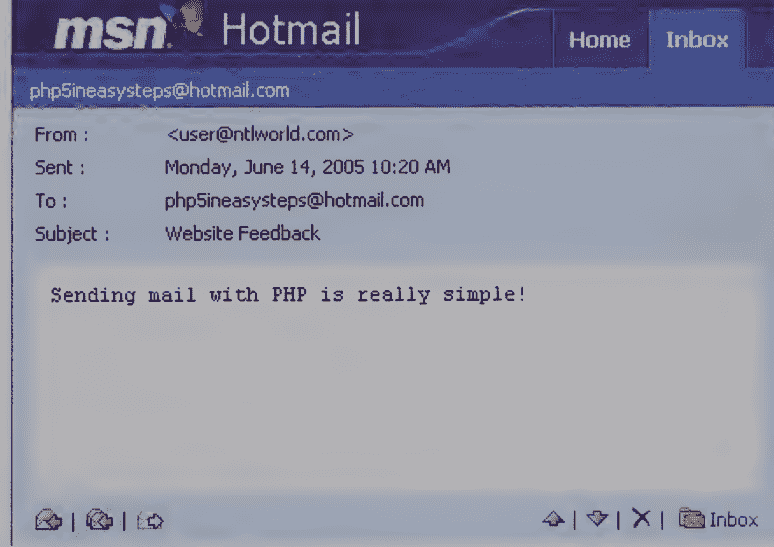 msn Hotmail Home Inbox
php5ineasysteps@hotmail.com
From : <user@ntlworld.com>
Sent : Monday, June 14, 2005 10:20 AM
To : php5ineasysteps@hotmail.com
Subject : Website Feedback
Sending mail with PHP is really simple!
Inbox